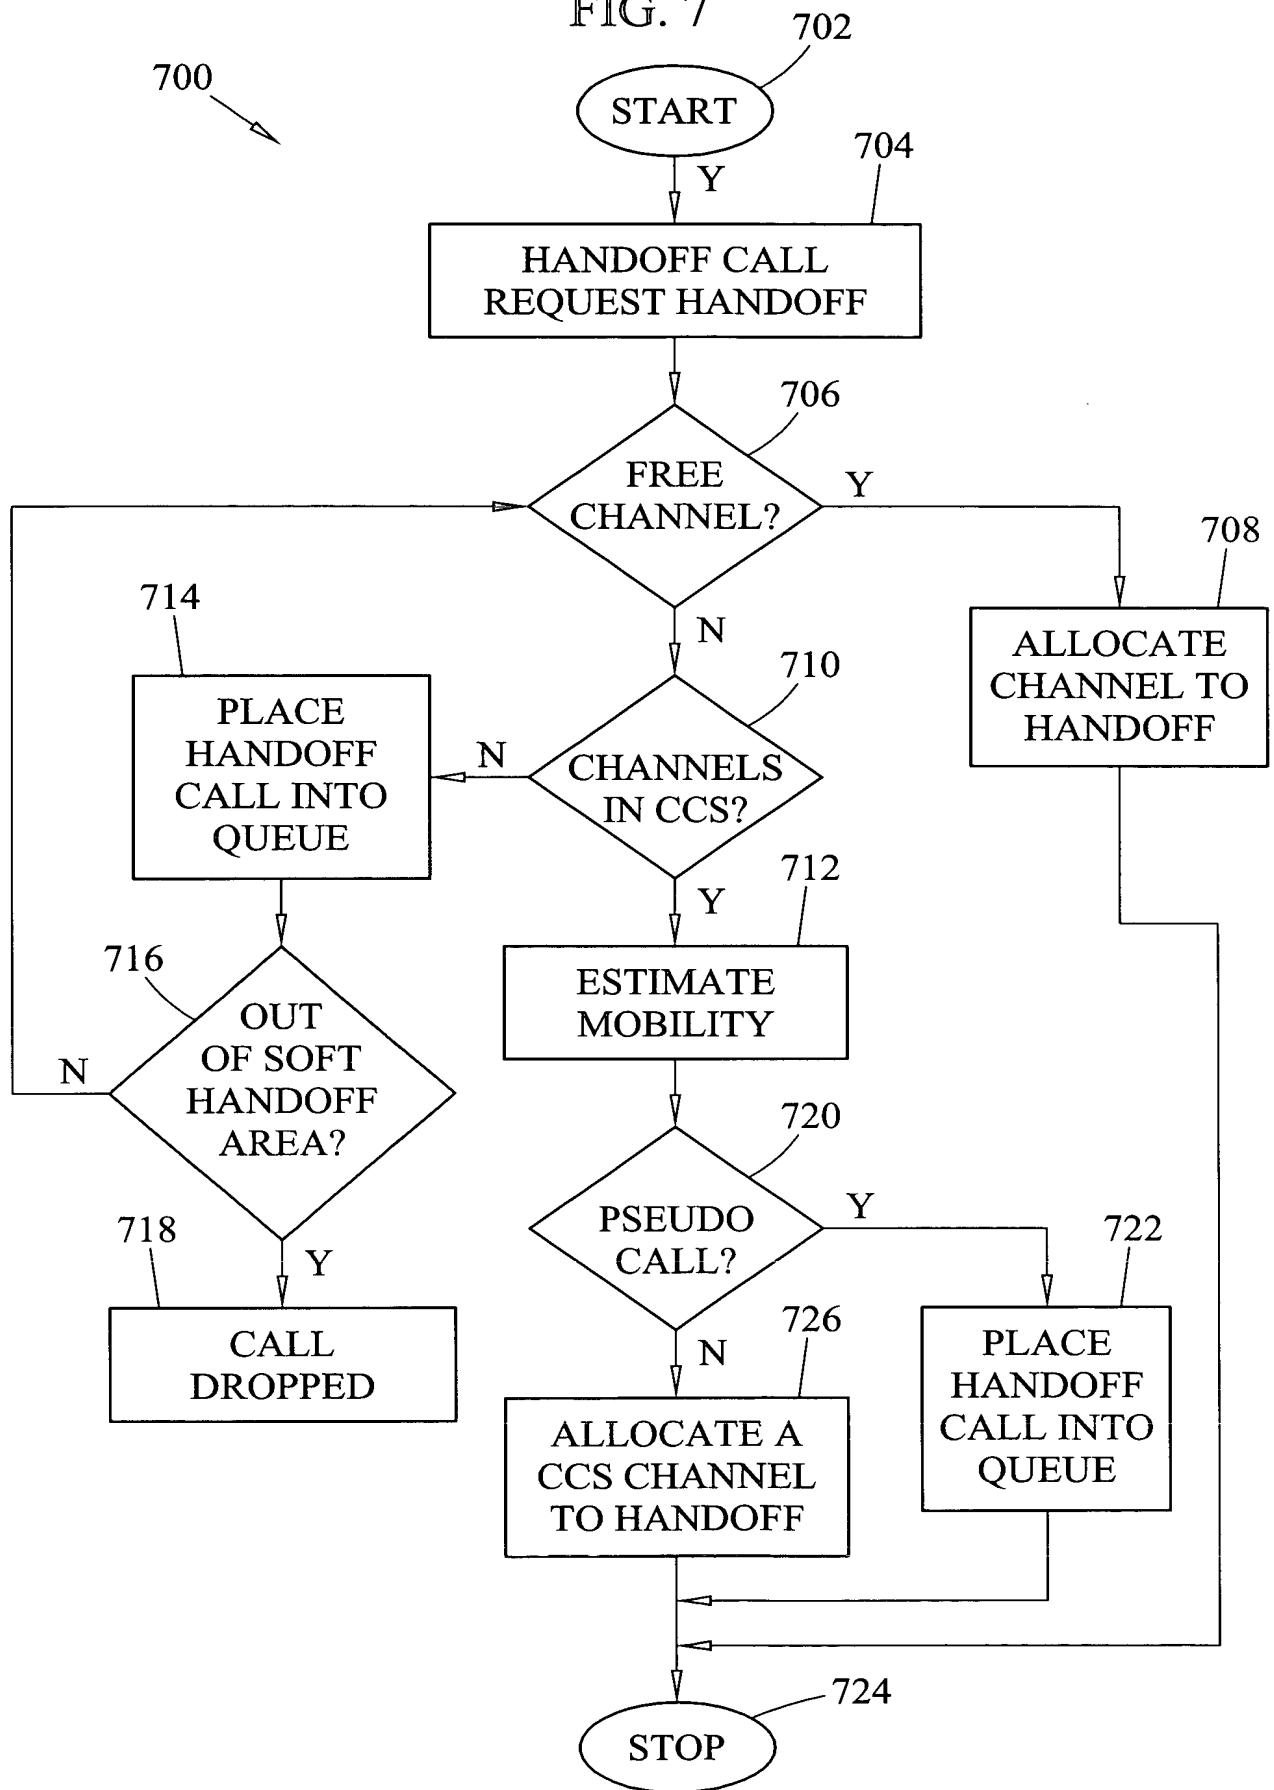 FIG. 7
702
700
START
704
Y
HANDOFF CALL
REQUEST HANDOFF
706
FREE
CHANNEL?
Y
708
ALLOCATE
CHANNEL TO
HANDOFF
N
714
PLACE
HANDOFF
CALL INTO
QUEUE
710
CHANNELS
IN CCS?
N
Y
712
ESTIMATE
MOBILITY
716
OUT
OF SOFT
HANDOFF
AREA?
N
Y
718
CALL
DROPPED
720
PSEUDO
CALL?
Y
722
PLACE
HANDOFF
CALL INTO
QUEUE
N
726
ALLOCATE A
CCS CHANNEL
TO HANDOFF
724
STOP